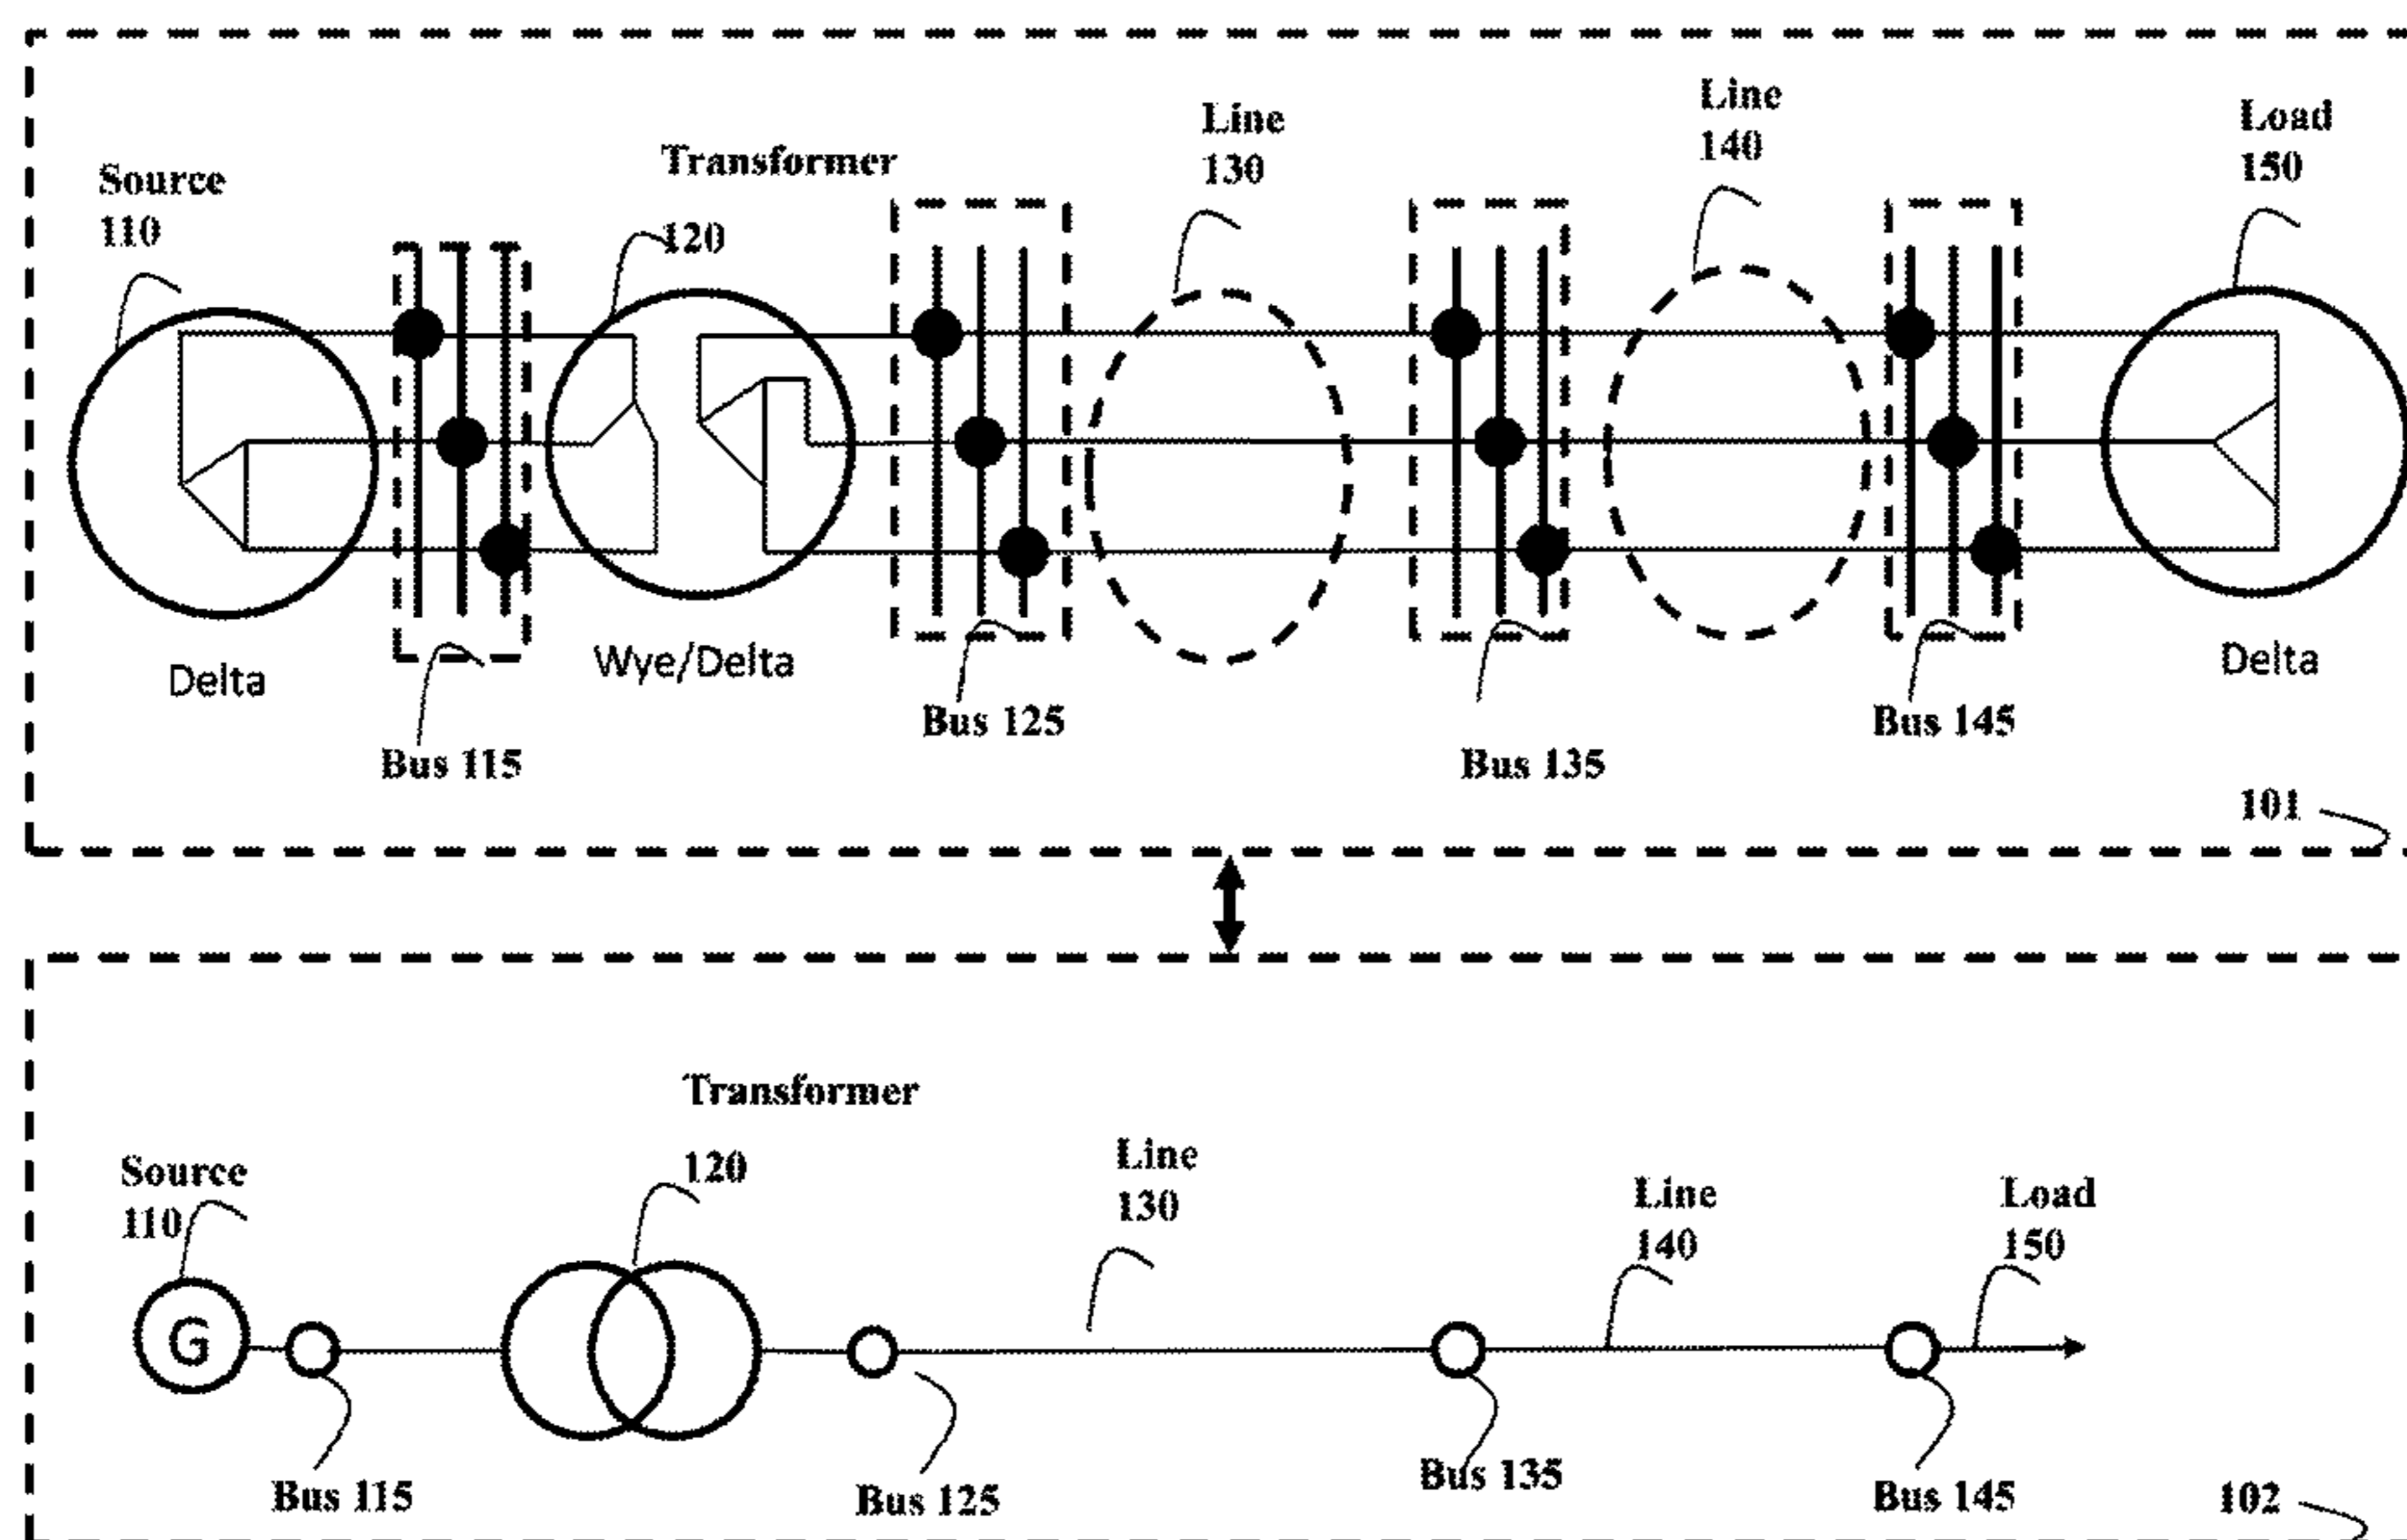 Line
140
Line
130
Load
150
Transformer
120
Source
110
Delta
Wye/Delta
Delta
Bus 115
Bus 125
Bus 135
Bus 145
101
Transformer
120
Source
110
Line
130
Line
140
Load
150
G
Bus 115
Bus 125
Bus 135
Bus 145
102